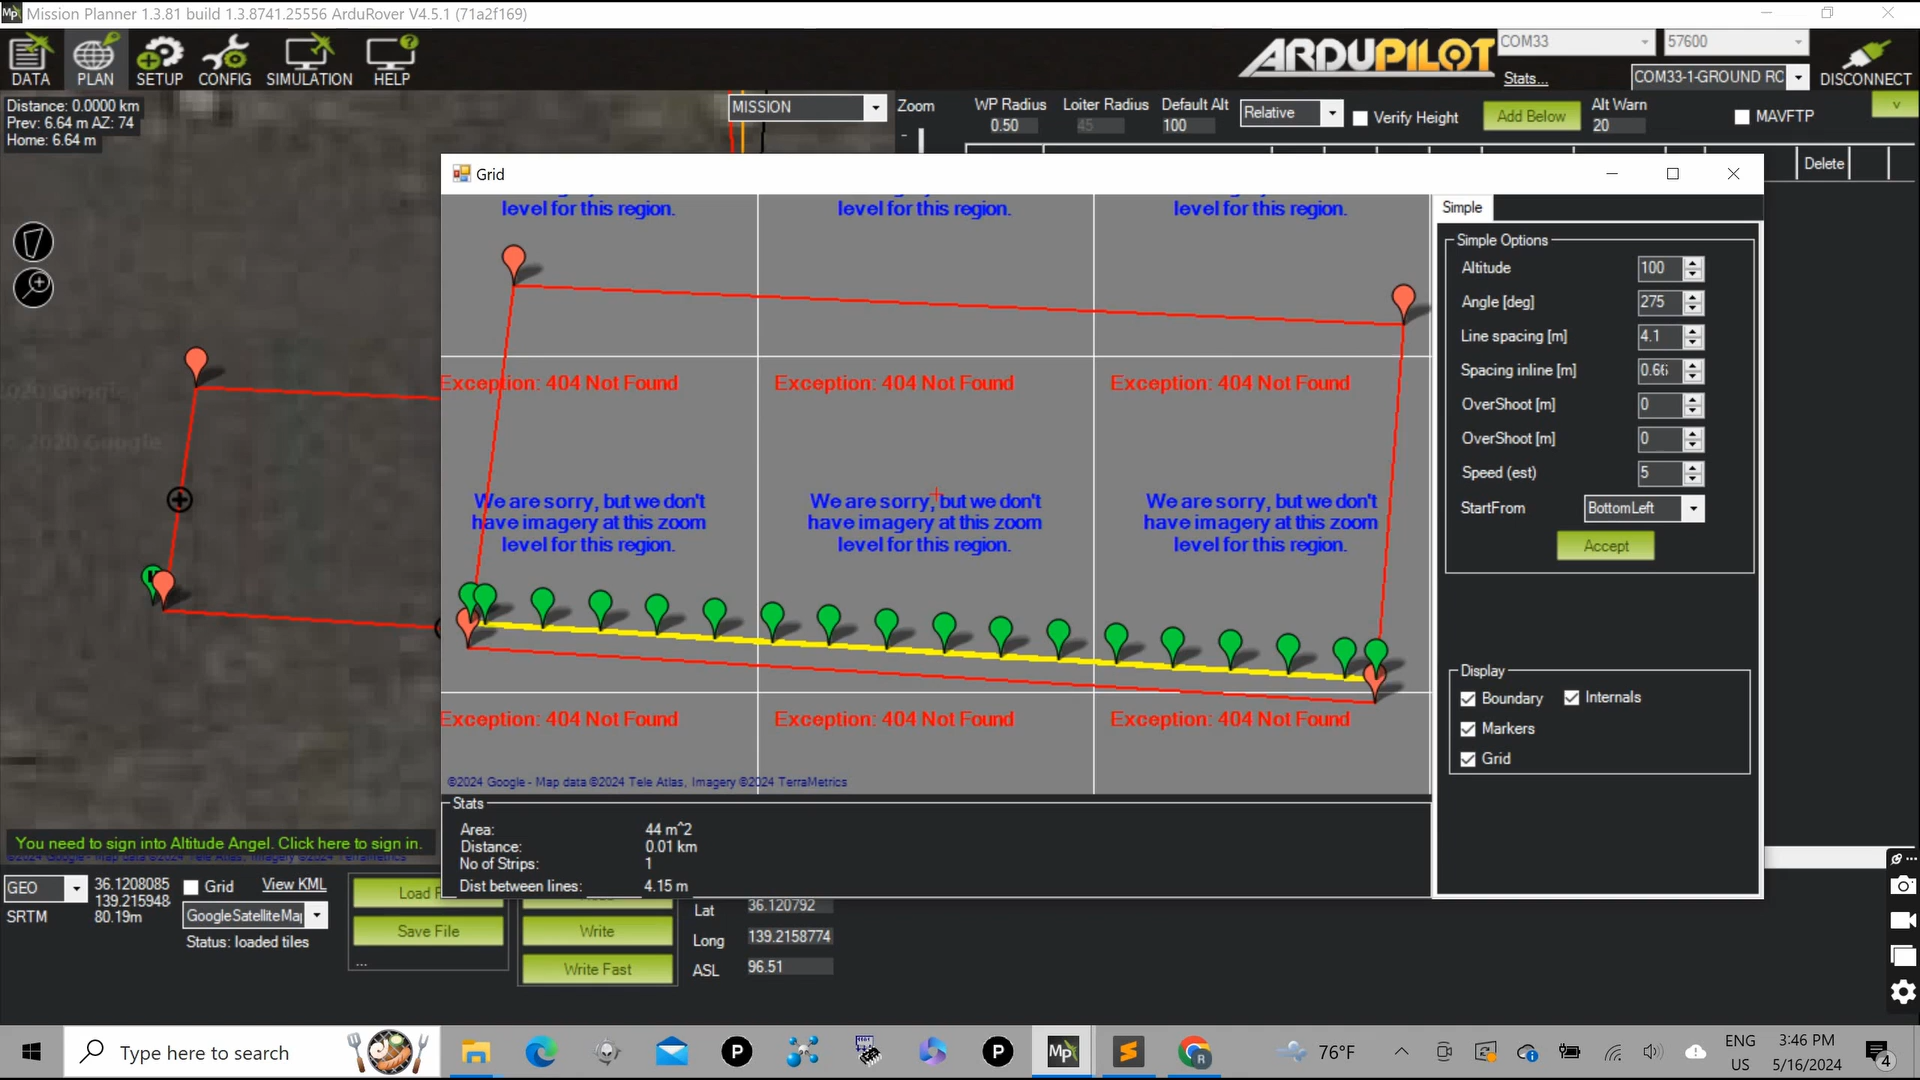 Mission Planner 1.3.81 build 1.3.8741.25556 ArduRover V4.5.1 (71a2f169)
DATA
PLAN
SETUP
CONFIG
SIMULATION
HELP
ARDUPILOT
COM33
57600
Stats...
COM33-1-GROUND RO
DISCONNECT
Distance: 0.0000 km
Prev: 6.64 m AZ: 74
Home: 6.64 m
MISSION
Zoom
-
WP Radius
0.50
Loiter Radius
45
Default Alt
100
Relative
Verify Height
Add Below
Alt Warn
20
MAVFTP
v
Delete
Grid
level for this region.
level for this region.
level for this region.
Exception: 404 Not Found
Exception: 404 Not Found
Exception: 404 Not Found
We are sorry, but we don't
have imagery at this zoom
level for this region.
We are sorry, but we don't
have imagery at this zoom
level for this region.
We are sorry, but we don't
have imagery at this zoom
level for this region.
Exception: 404 Not Found
Exception: 404 Not Found
Exception: 404 Not Found
©2024 Google - Map data ©2024 Tele Atlas, Imagery ©2024 TerraMetrics
Simple
Simple Options
Altitude
100
Angle [deg]
275
Line spacing [m]
4.1
Spacing inline [m]
0.66
OverShoot [m]
0
OverShoot [m]
0
Speed (est)
5
StartFrom
BottomLeft
Accept
Display
Boundary
Internals
Markers
Grid
Stats
Area:
44 m^2
Distance:
0.01 km
No of Strips:
1
Dist between lines:
4.15 m
2020 Google
© 2020 Google
You need to sign into Altitude Angel. Click here to sign in.
GEO
36.1208085
139.215948
SRTM
80.19m
Grid
View KML
GoogleSatelliteMap
Status: loaded tiles
Load F
Save File
...
Write
Write Fast
Lat
36.120792
Long
139.2158774
ASL
96.51
Type here to search
76°F
ENG
US
3:46 PM
5/16/2024
4